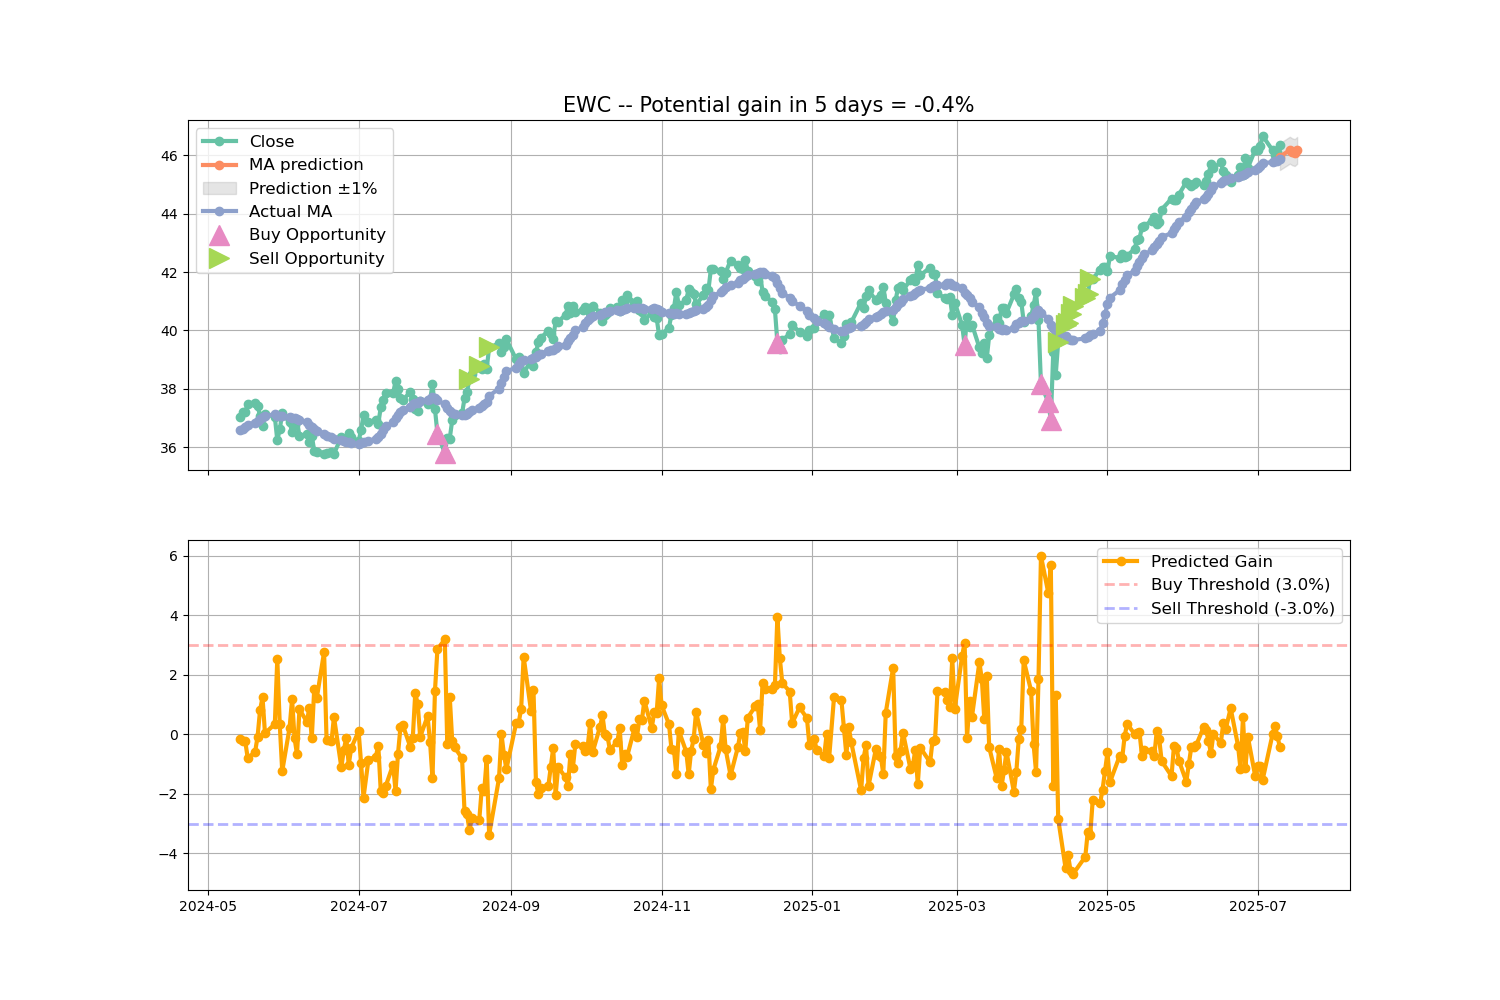 EWC -- Potential gain in 5 days = -0.4%
Close
MA prediction
Prediction ±1%
Actual MA
Buy Opportunity
Sell Opportunity
46
44
42
40
38
36
Predicted Gain
Buy Threshold (3.0%)
Sell Threshold (-3.0%)
6
4
2
0
−2
−4
2024-05
2024-07
2024-09
2024-11
2025-01
2025-03
2025-05
2025-07